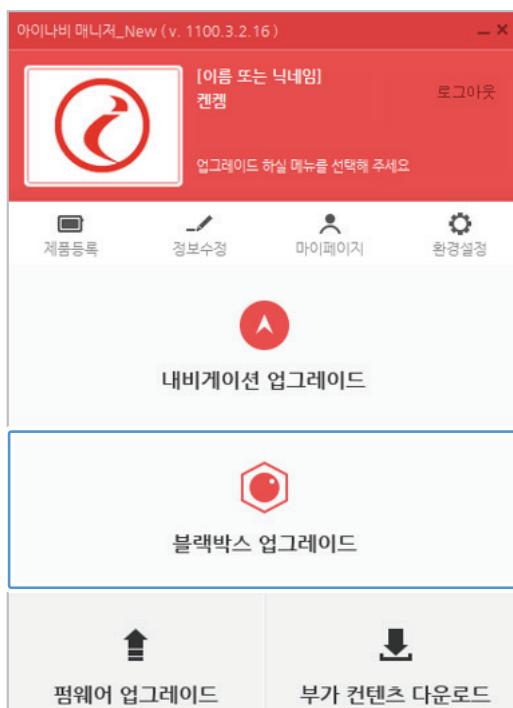 아이나비 매니저_New ( v. 1100.3.2.16 )
[이름 또는 닉네임]
켄켐
로그아웃
업그레이드 하실 메뉴를 선택해 주세요
제품등록 정보수정 마이페이지 환경설정
내비게이션 업그레이드
블랙박스 업그레이드
펌웨어 업그레이드 부가 컨텐츠 다운로드